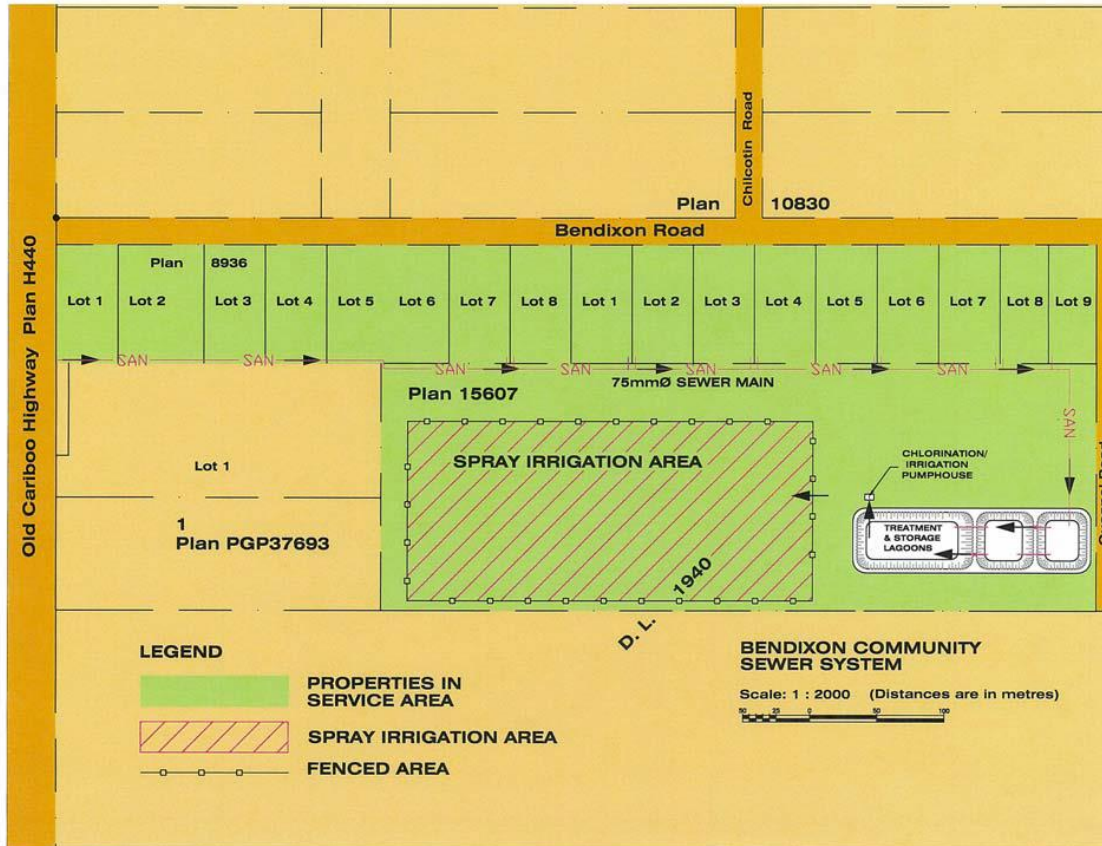 Old Cariboo Highway Plan H440
Chilcotin Road
Plan 10830
Bendixon Road
Plan 8936
Lot 1 Lot 2 Lot 3 Lot 4 Lot 5 Lot 6 Lot 7 Lot 8 Lot 1 Lot 2 Lot 3 Lot 4 Lot 5 Lot 6 Lot 7 Lot 8 Lot 9
SAN SAN SAN SAN SAN SAN SAN
75mmØ SEWER MAIN
Plan 15607
SAN
SPRAY IRRIGATION AREA
CHLORINATION/
IRRIGATION
PUMPHOUSE
Lot 1
TREATMENT
& STORAGE
LAGOONS
1
Plan PGP37693
Road
D. L. 1940
LEGEND
PROPERTIES IN
SERVICE AREA
SPRAY IRRIGATION AREA
FENCED AREA
BENDIXON COMMUNITY
SEWER SYSTEM
Scale: 1 : 2000 (Distances are in metres)
50 25 0 50 100